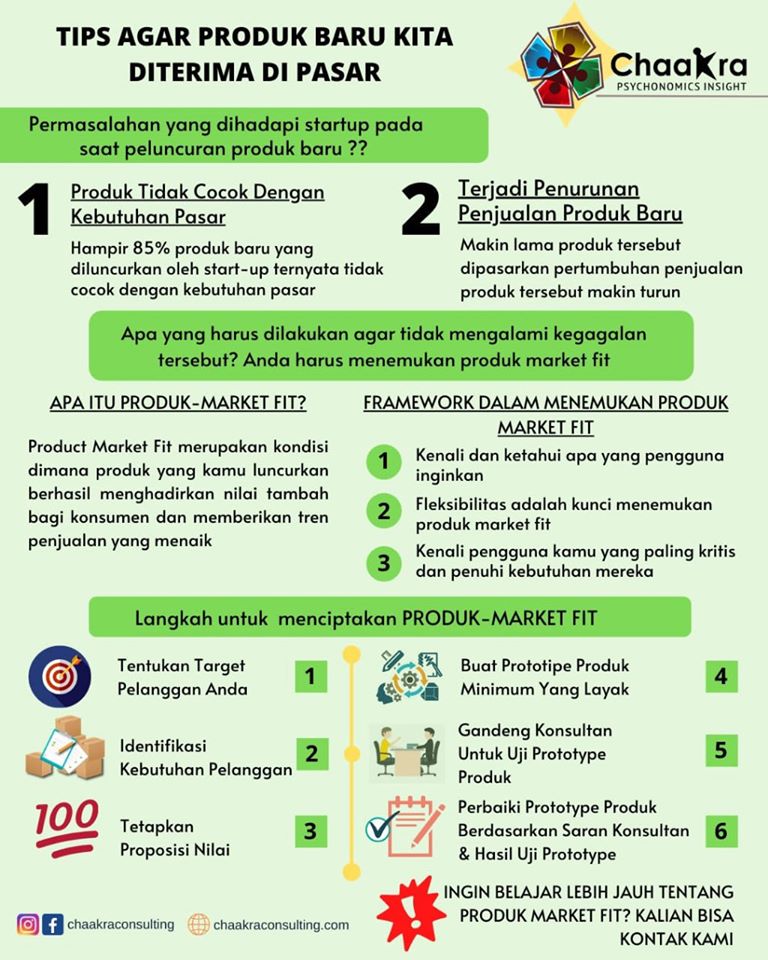 TIPS AGAR PRODUK BARU KITA
DITERIMA DI PASAR
Chaakra
PSYCHONOMICS INSIGHT
Permasalahan yang dihadapi startup pada
saat peluncuran produk baru ??
1
Produk Tidak Cocok Dengan
Kebutuhan Pasar
Hampir 85% produk baru yang
diluncurkan oleh start-up ternyata tidak
cocok dengan kebutuhan pasar
2
Terjadi Penurunan
Penjualan Produk Baru
Makin lama produk tersebut
dipasarkan pertumbuhan penjualan
produk tersebut makin turun
Apa yang harus dilakukan agar tidak mengalami kegagalan
tersebut? Anda harus menemukan produk market fit
APA ITU PRODUK-MARKET FIT?
Product Market Fit merupakan kondisi
dimana produk yang kamu luncurkan
berhasil menghadirkan nilai tambah
bagi konsumen dan memberikan tren
penjualan yang menaik
FRAMEWORK DALAM MENEMUKAN PRODUK
MARKET FIT
1
Kenali dan ketahui apa yang pengguna
inginkan
2
Fleksibilitas adalah kunci menemukan
produk market fit
3
Kenali pengguna kamu yang paling kritis
dan penuhi kebutuhan mereka
Langkah untuk menciptakan PRODUK-MARKET FIT
Tentukan Target
Pelanggan Anda
1
Identifikasi
Kebutuhan Pelanggan
2
100
Tetapkan
Proposisi Nilai
3
Buat Prototipe Produk
Minimum Yang Layak
4
Gandeng Konsultan
Untuk Uji Prototype
Produk
5
Perbaiki Prototype Produk
Berdasarkan Saran Konsultan
& Hasil Uji Prototype
6
INGIN BELAJAR LEBIH JAUH TENTANG
PRODUK MARKET FIT? KALIAN BISA
KONTAK KAMI
chaakraconsulting
chaakraconsulting.com